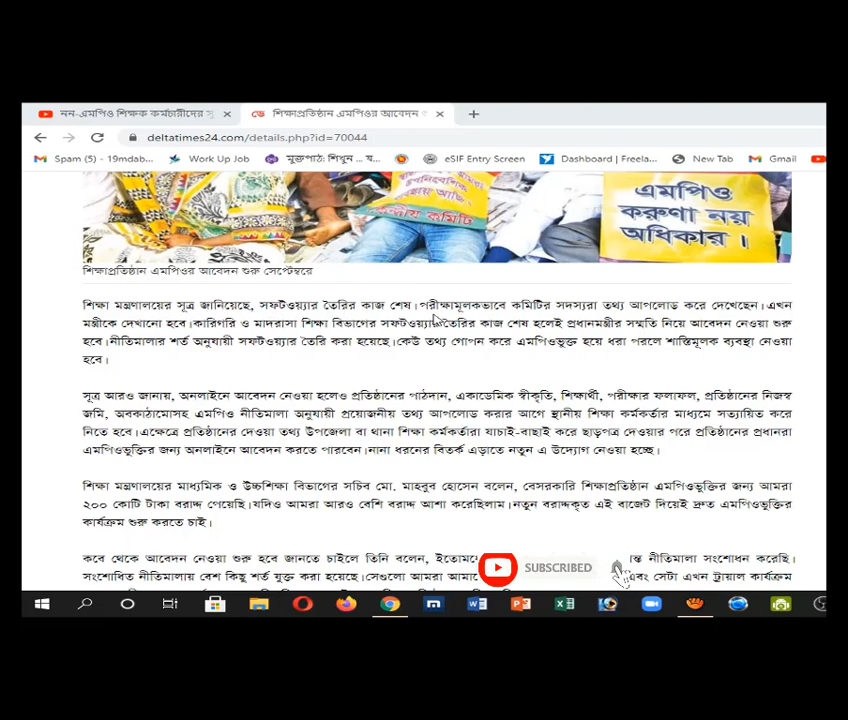 নন-এমপিও শিক্ষক কর্মচারীদের সু
শিক্ষাপ্রতিষ্ঠান এমপিওর আবেদন
deltatimes24.com/details.php?id=70044
Spam (5) - 19mdab...
Work Up Job
মুক্তপাঠ: শিখুন ... য...
eSIF Entry Screen
Dashboard | Freela...
New Tab
Gmail
কমিটি
এমপিও
করুণা নয়
অধিকার।
শিক্ষাপ্রতিষ্ঠান এমপিওর আবেদন শুরু সেপ্টেম্বরে
শিক্ষা মন্ত্রণালয়ের সূত্র জানিয়েছে, সফটওয়্যার তৈরির কাজ শেষ। পরীক্ষামূলকভাবে কমিটির সদস্যরা তথ্য আপলোড করে দেখেছেন। এখন
মন্ত্রীকে দেখানো হবে। কারিগরি ও মাদরাসা শিক্ষা বিভাগের সফটওয়্যার তৈরির কাজ শেষ হলেই প্রধানমন্ত্রীর সম্মতি নিয়ে আবেদন নেওয়া শুরু
হবে। নীতিমালার শর্ত অনুযায়ী সফটওয়্যার তৈরি করা হয়েছে। কেউ তথ্য গোপন করে এমপিওভুক্ত হয়ে ধরা পরলে শাস্তিমূলক ব্যবস্থা নেওয়া
হবে।
সূত্র আরও জানায়, অনলাইনে আবেদন নেওয়া হলেও প্রতিষ্ঠানের পাঠদান, একাডেমিক স্বীকৃতি, শিক্ষার্থী, পরীক্ষার ফলাফল, প্রতিষ্ঠানের নিজস্ব
জমি, অবকাঠামোসহ এমপিও নীতিমালা অনুযায়ী প্রয়োজনীয় তথ্য আপলোড করার আগে স্থানীয় শিক্ষা কর্মকর্তার মাধ্যমে সত্যায়িত করে
নিতে হবে। এক্ষেত্রে প্রতিষ্ঠানের দেওয়া তথ্য উপজেলা বা থানা শিক্ষা কর্মকর্তারা যাচাই-বাছাই করে ছাড়পত্র দেওয়ার পরে প্রতিষ্ঠানের প্রধানরা
এমপিওভুক্তির জন্য অনলাইনে আবেদন করতে পারবেন। নানা ধরনের বিতর্ক এড়াতে নতুন এ উদ্যোগ নেওয়া হচ্ছে।
শিক্ষা মন্ত্রণালয়ের মাধ্যমিক ও উচ্চশিক্ষা বিভাগের সচিব মো. মাহবুব হোসেন বলেন, বেসরকারি শিক্ষাপ্রতিষ্ঠান এমপিওভুক্তির জন্য আমরা
২০০ কোটি টাকা বরাদ্দ পেয়েছি। যদিও আমরা আরও বেশি বরাদ্দ আশা করেছিলাম। নতুন বরাদ্দকৃত এই বাজেট দিয়েই দ্রুত এমপিওভুক্তির
কার্যক্রম শুরু করতে চাই।
কবে থেকে আবেদন নেওয়া শুরু হবে জানতে চাইলে তিনি বলেন, নীতিমালা সংশোধন করেছি।
SUBSCRIBED
সংশোধিত নীতিমালায় বেশ কিছু শর্ত যুক্ত করা হয়েছে। সেগুলো আমরা এবং সেটা এখন ট্রায়াল কার্যক্রম